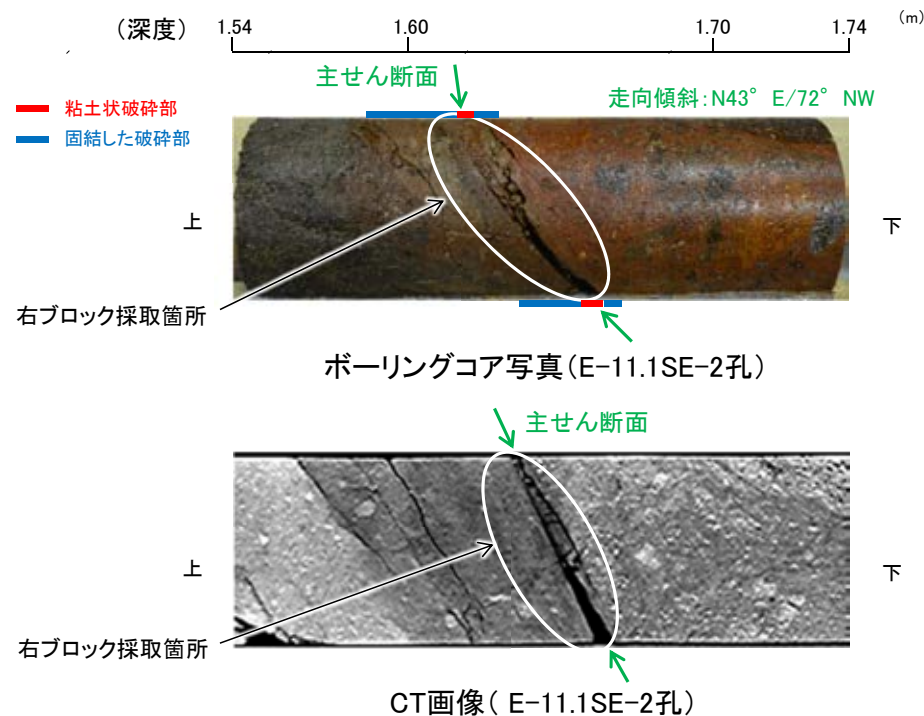 (深度) 1.54 1.60 1.70 1.74 (m)
主せん断面
走向傾斜:N43° E/72° NW
粘土状破砕部
固結した破砕部
上
下
右ブロック採取箇所
ボーリングコア写真(E-11.1SE-2孔)
主せん断面
上
下
右ブロック採取箇所
CT画像( E-11.1SE-2孔)